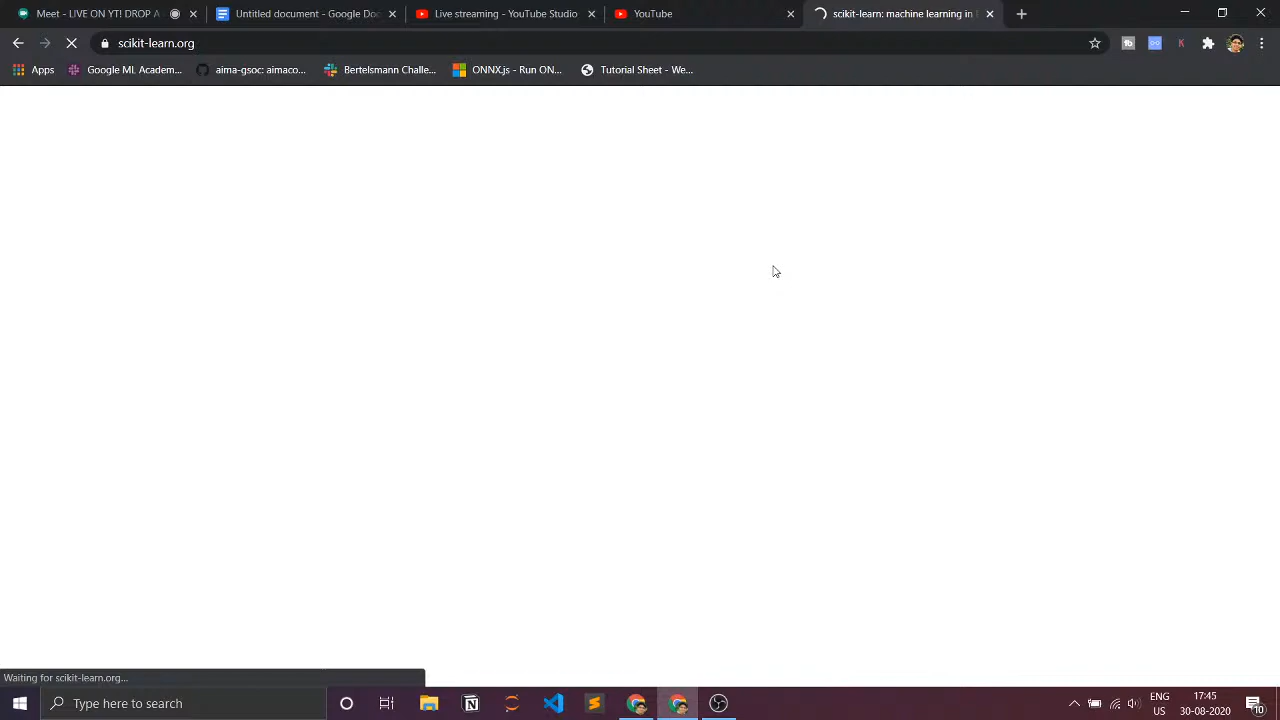 Meet - LIVE ON YT! DROP A
Untitled document - Google Doc
Live streaming - YouTube Studio
YouTube
scikit-learn: machine learning in
scikit-learn.org
Apps
Google ML Academ...
aima-gsoc: aimaco...
Bertelsmann Challe...
ONNX.js - Run ON...
Tutorial Sheet - We...
Waiting for scikit-learn.org...
Type here to search
ENG
US
17:45
30-08-2020